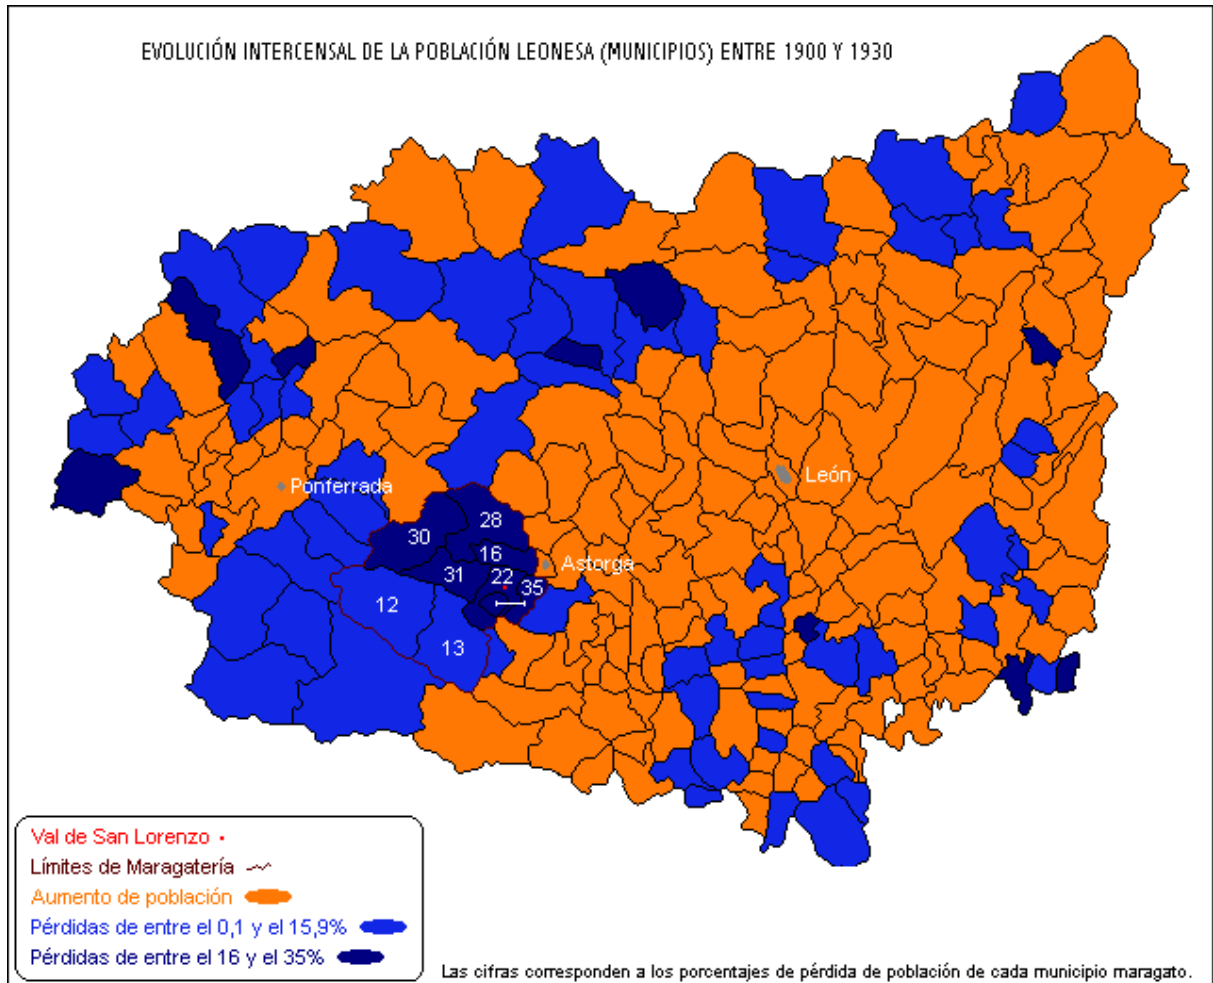 EVOLUCIÓN INTERCENSAL DE LA POBLACIÓN LEONESA (MUNICIPIOS) ENTRE 1900 Y 1930
León
Ponferrada
28
30
16
Astorga
31
22
35
12
13
Val de San Lorenzo
Límites de Maragatería
Aumento de población
Pérdidas de entre el 0,1 y el 15,9%
Pérdidas de entre el 16 y el 35%
Las cifras corresponden a los porcentajes de pérdida de población de cada municipio maragato.